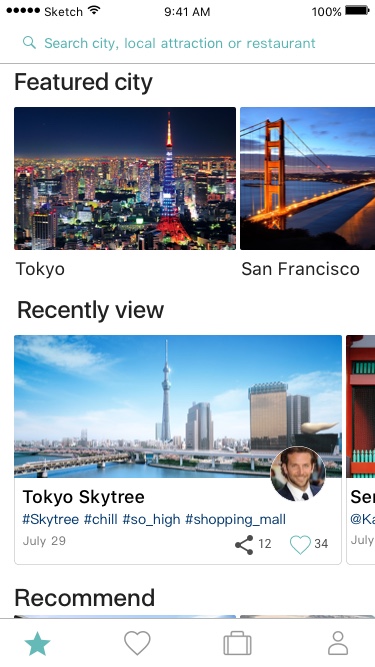 Sketch 9:41 AM 100%
Search city, local attraction or restaurant
Featured city
Tokyo San Francisco
Recently view
Tokyo Skytree Ser
#Skytree #chill #so_high #shopping_mall @Ka
July 29 12 34 July
Recommend